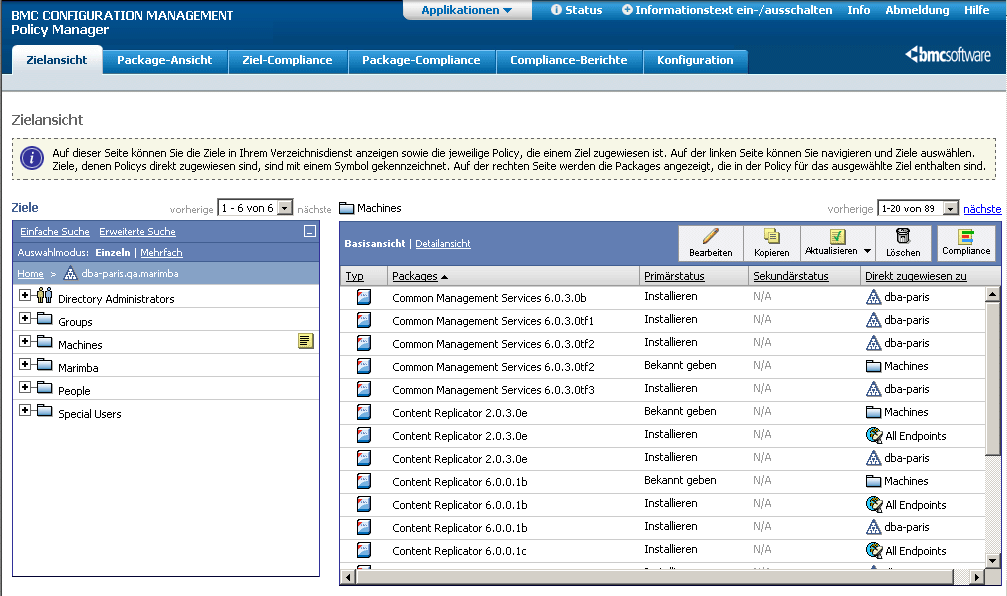 BMC CONFIGURATION MANAGEMENT
Policy Manager
Applikationen
Status
Informationstext ein-/ausschalten
Info
Abmeldung
Hilfe
Zielansicht
Package-Ansicht
Ziel-Compliance
Package-Compliance
Compliance-Berichte
Konfiguration
bmcsoftware
Zielansicht
Auf dieser Seite können Sie die Ziele in Ihrem Verzeichnisdienst anzeigen sowie die jeweilige Policy, die einem Ziel zugewiesen ist. Auf der linken Seite können Sie navigieren und Ziele auswählen.
Ziele, denen Policys direkt zugewiesen sind, sind mit einem Symbol gekennzeichnet. Auf der rechten Seite werden die Packages angezeigt, die in der Policy für das ausgewählte Ziel enthalten sind.
Ziele
vorherige 1 - 6 von 6 nächste
Einfache Suche Erweiterte Suche
Auswahlmodus: Einzeln | Mehrfach
Home > dba-paris.qa.marimba
Directory Administrators
Groups
Machines
Marimba
People
Special Users
Machines
vorherige 1-20 von 89 nächste
Basisansicht | Detailansicht
Bearbeiten
Kopieren
Aktualisieren
Löschen
Compliance
Typ Packages Primärstatus Sekundärstatus Direkt zugewiesen zu
Common Management Services 6.0.3.0b Installieren N/A dba-paris
Common Management Services 6.0.3.0tf1 Installieren N/A dba-paris
Common Management Services 6.0.3.0tf2 Installieren N/A dba-paris
Common Management Services 6.0.3.0tf2 Bekannt geben N/A Machines
Common Management Services 6.0.3.0tf3 Installieren N/A dba-paris
Content Replicator 2.0.3.0e Bekannt geben N/A Machines
Content Replicator 2.0.3.0e Installieren N/A All Endpoints
Content Replicator 2.0.3.0e Installieren N/A dba-paris
Content Replicator 6.0.0.1b Bekannt geben N/A Machines
Content Replicator 6.0.0.1b Installieren N/A All Endpoints
Content Replicator 6.0.0.1b Installieren N/A dba-paris
Content Replicator 6.0.0.1c Installieren N/A All Endpoints